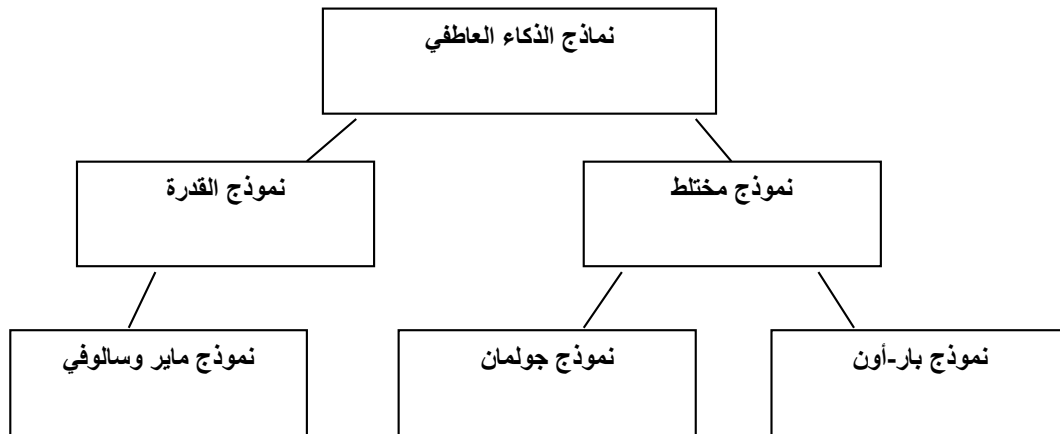 نماذج الذكاء العاطفي
نموذج مختلط
نموذج القدرة
نموذج بار-أون
نموذج جولمان
نموذج ماير وسالوفي